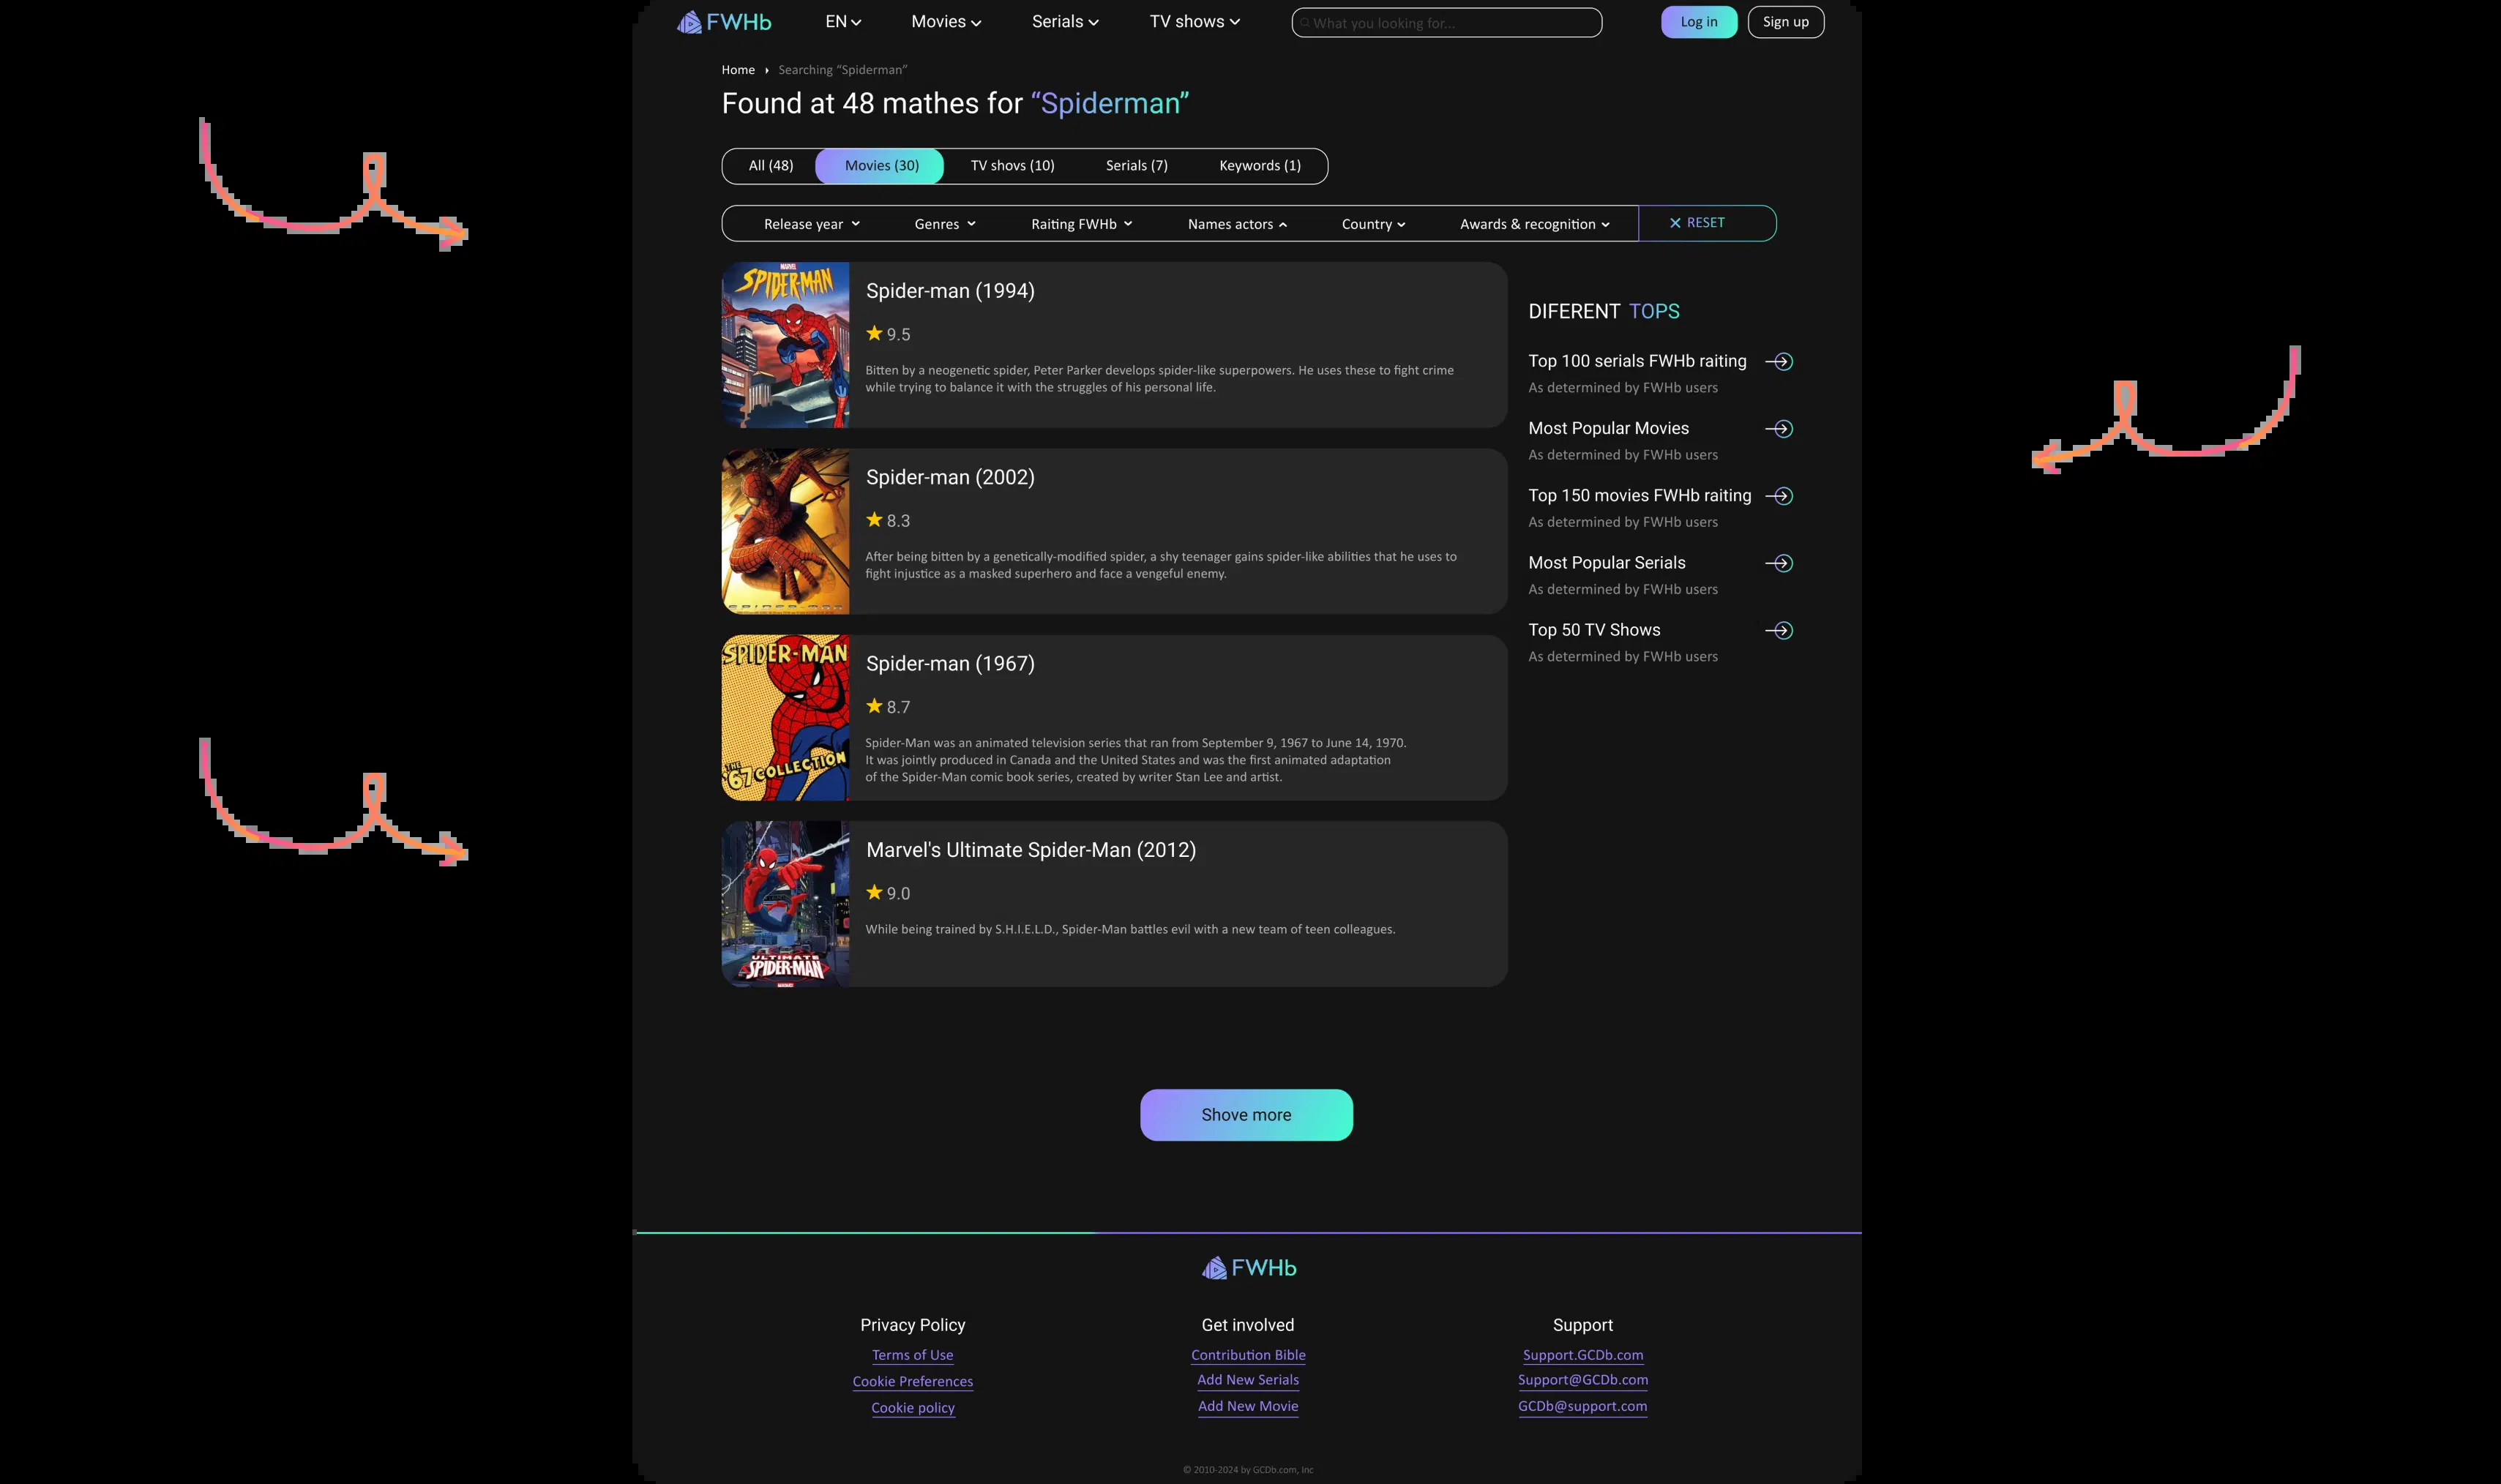 FWHb
EN
Movies
Serials
TV shows
What you looking for...
Log in
Sign up
Home
Searching “Spiderman”
Found at 48 mathes for “Spiderman”
All (48)
Movies (30)
TV shovs (10)
Serials (7)
Keywords (1)
Release year
Genres
Raiting FWHb
Names actors
Country
Awards & recognition
RESET
MARVEL
SPIDER-MAN
Spider-man (1994)
9.5
Bitten by a neogenetic spider, Peter Parker develops spider-like superpowers. He uses these to fight crime
while trying to balance it with the struggles of his personal life.
SPIDER-MAN
Spider-man (2002)
8.3
After being bitten by a genetically-modified spider, a shy teenager gains spider-like abilities that he uses to
fight injustice as a masked superhero and face a vengeful enemy.
SPIDER-MAN
THE '67 COLLECTION
Spider-man (1967)
8.7
Spider-Man was an animated television series that ran from September 9, 1967 to June 14, 1970.
It was jointly produced in Canada and the United States and was the first animated adaptation
of the Spider-Man comic book series, created by writer Stan Lee and artist.
ULTIMATE
SPIDER-MAN
MARVEL
Marvel's Ultimate Spider-Man (2012)
9.0
While being trained by S.H.I.E.L.D., Spider-Man battles evil with a new team of teen colleagues.
DIFERENT TOPS
Top 100 serials FWHb raiting
As determined by FWHb users
Most Popular Movies
As determined by FWHb users
Top 150 movies FWHb raiting
As determined by FWHb users
Most Popular Serials
As determined by FWHb users
Top 50 TV Shows
As determined by FWHb users
Shove more
FWHb
Privacy Policy
Terms of Use
Cookie Preferences
Cookie policy
Get involved
Contribution Bible
Add New Serials
Add New Movie
Support
Support.GCDb.com
Support@GCDb.com
GCDb@support.com
© 2010-2024 by GCDb.com, Inc